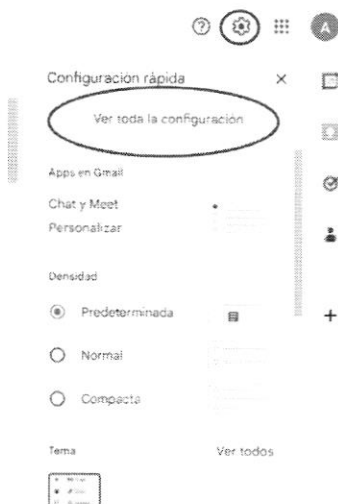 A
Configuración rápida
Ver toda la configuración
Apps en Gmail
Chat y Meet
Personalizar
Densidad
Predeterminada
Normal
Compacta
Tema
Ver todos